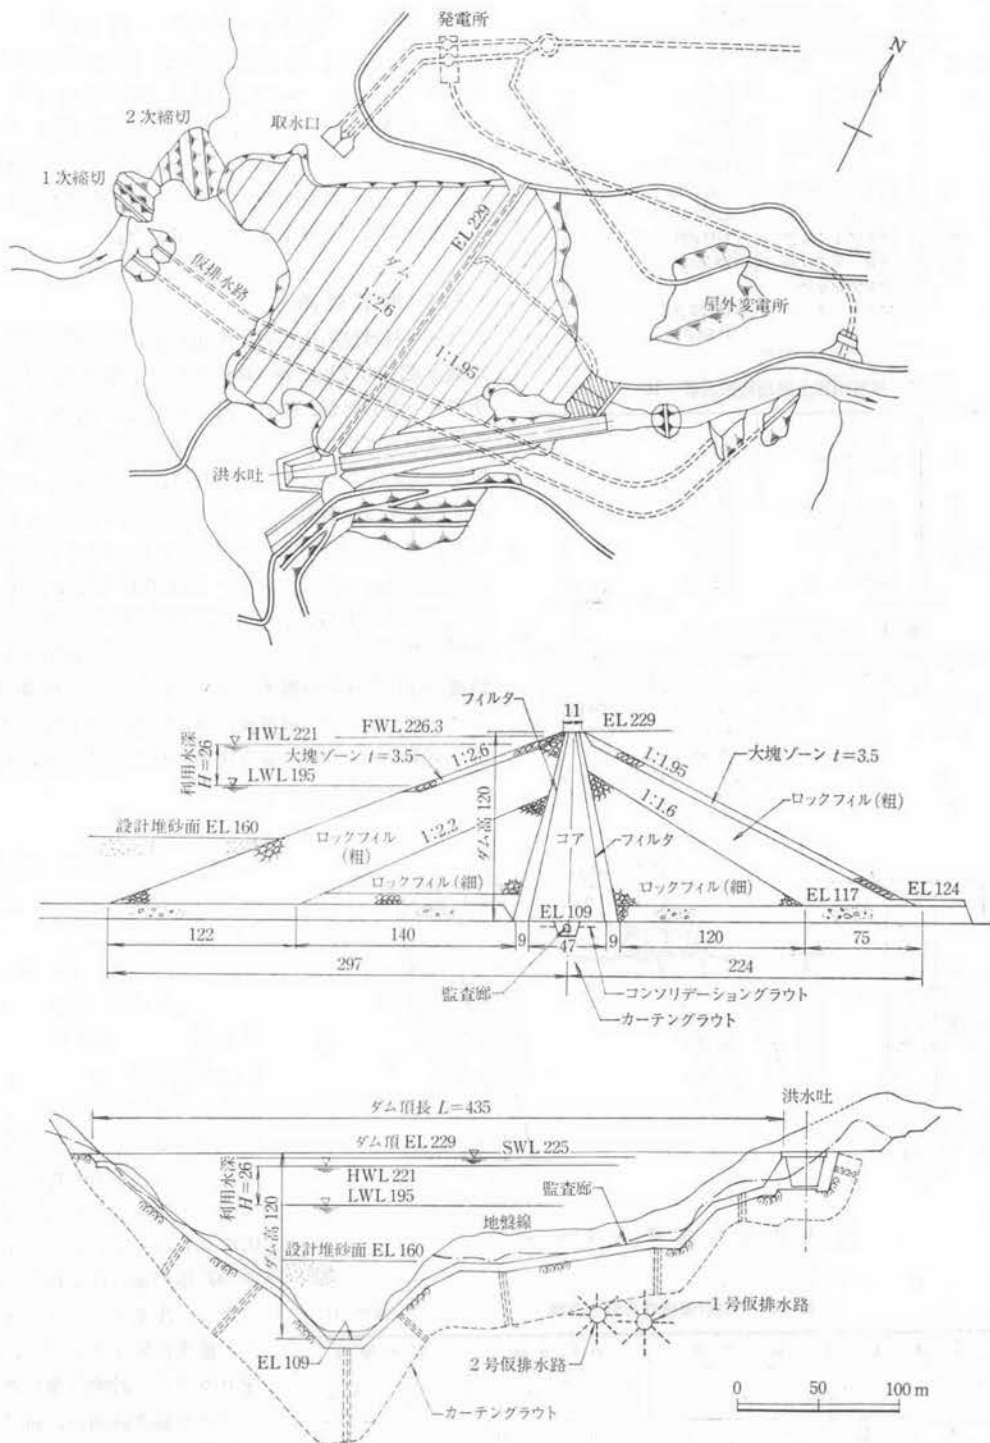 発電所
N
2次締切
取水口
1次締切
EL 229
仮排水路
ダム
1:2.6
屋外変電所
1:1.95
洪水吐
フィルタ
11
EL 229
HWL 221
FWL 226.3
利用水深
H=26
大塊ゾーン t=3.5
1:2.6
1:1.95
大塊ゾーン t=3.5
LWL 195
ダム高 120
1:1.6
ロックフィル(粗)
設計堆砂面 EL 160
ロックフィル
(粗)
1:2.2
コア
フィルタ
ロックフィル(細)
ロックフィル(細)
EL 124
EL 109
EL 117
122
140
9
47
9
120
75
297
224
監査廊
コンソリデーショングラウト
カーテングラウト
洪水吐
ダム頂長 L=435
ダム頂 EL 229
SWL 225
利用水深
H=26
HWL 221
監査廊
LWL 195
ダム高 120
地盤線
設計堆砂面 EL 160
1号仮排水路
EL 109
2号仮排水路
カーテングラウト
0 50 100 m